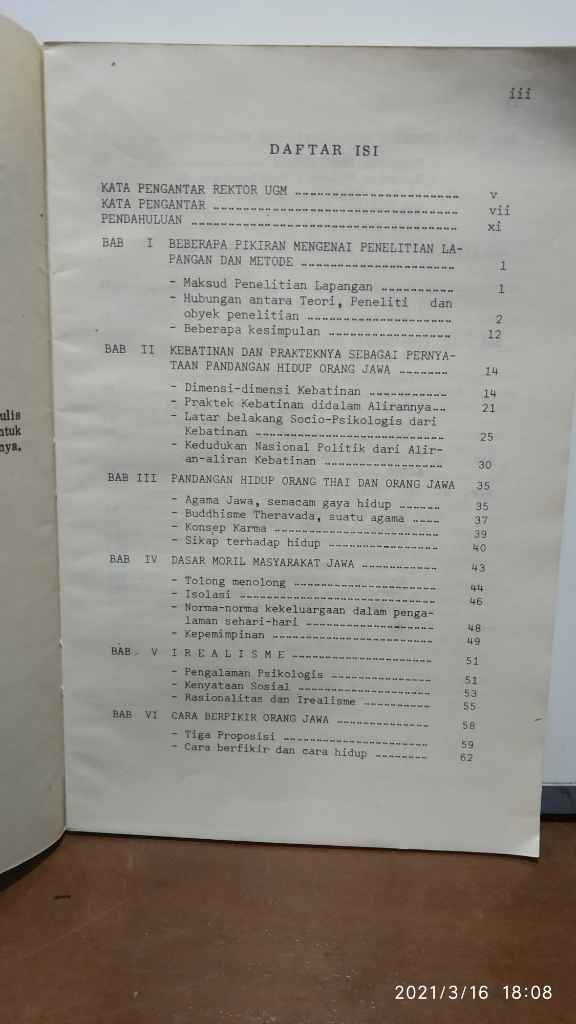 iii
DAFTAR ISI
KATA PENGANTAR REKTOR UGM ........................ v
KATA PENGANTAR ........................ vii
PENDAHULUAN ........................ xi
BAB I BEBERAPA PIKIRAN MENGENAI PENELITIAN LA-
PANGAN DAN METODE ........................ 1
- Maksud Penelitian Lapangan ........... 1
- Hubungan antara Teori, Peneliti dan
obyek penelitian ..................... 2
- Beberapa kesimpulan .................. 12
BAB II KEBATINAN DAN PRAKTEKNYA SEBAGAI PERNYA-
TAAN PANDANGAN HIDUP ORANG JAWA ....... 14
- Dimensi-dimensi Kebatinan ............ 14
- Praktek Kebatinan didalam Alirannya... 21
- Latar belakang Socio-Psikologis dari
Kebatinan ............................ 25
- Kedudukan Nasional Politik dari Alir-
an-aliran Kebatinan .................. 30
BAB III PANDANGAN HIDUP ORANG THAI DAN ORANG JAWA 35
- Agama Jawa, semacam gaya hidup ...... 35
- Buddhisme Theravada, suatu agama .... 37
- Konsep Karma ........................ 39
- Sikap terhadap hidup ................ 40
BAB IV DASAR MORIL MASYARAKAT JAWA ............ 43
- Tolong menolong ..................... 44
- Isolasi ............................. 46
- Norma-norma kekeluargaan dalam penga-
laman sehari-hari ................... 48
- Kepemimpinan ........................ 49
BAB. V I R E A L I S M E ..................... 51
- Pengalaman Psikologis ............... 51
- Kenyataan Sosial .................... 53
- Rasionalitas dan Irealisme .......... 55
BAB VI CARA BERPIKIR ORANG JAWA .............. 58
- Tiga Proposisi ...................... 59
- Cara berfikir dan cara hidup ........ 62
ulis
ntuk
nya.
2021/3/16 18:08